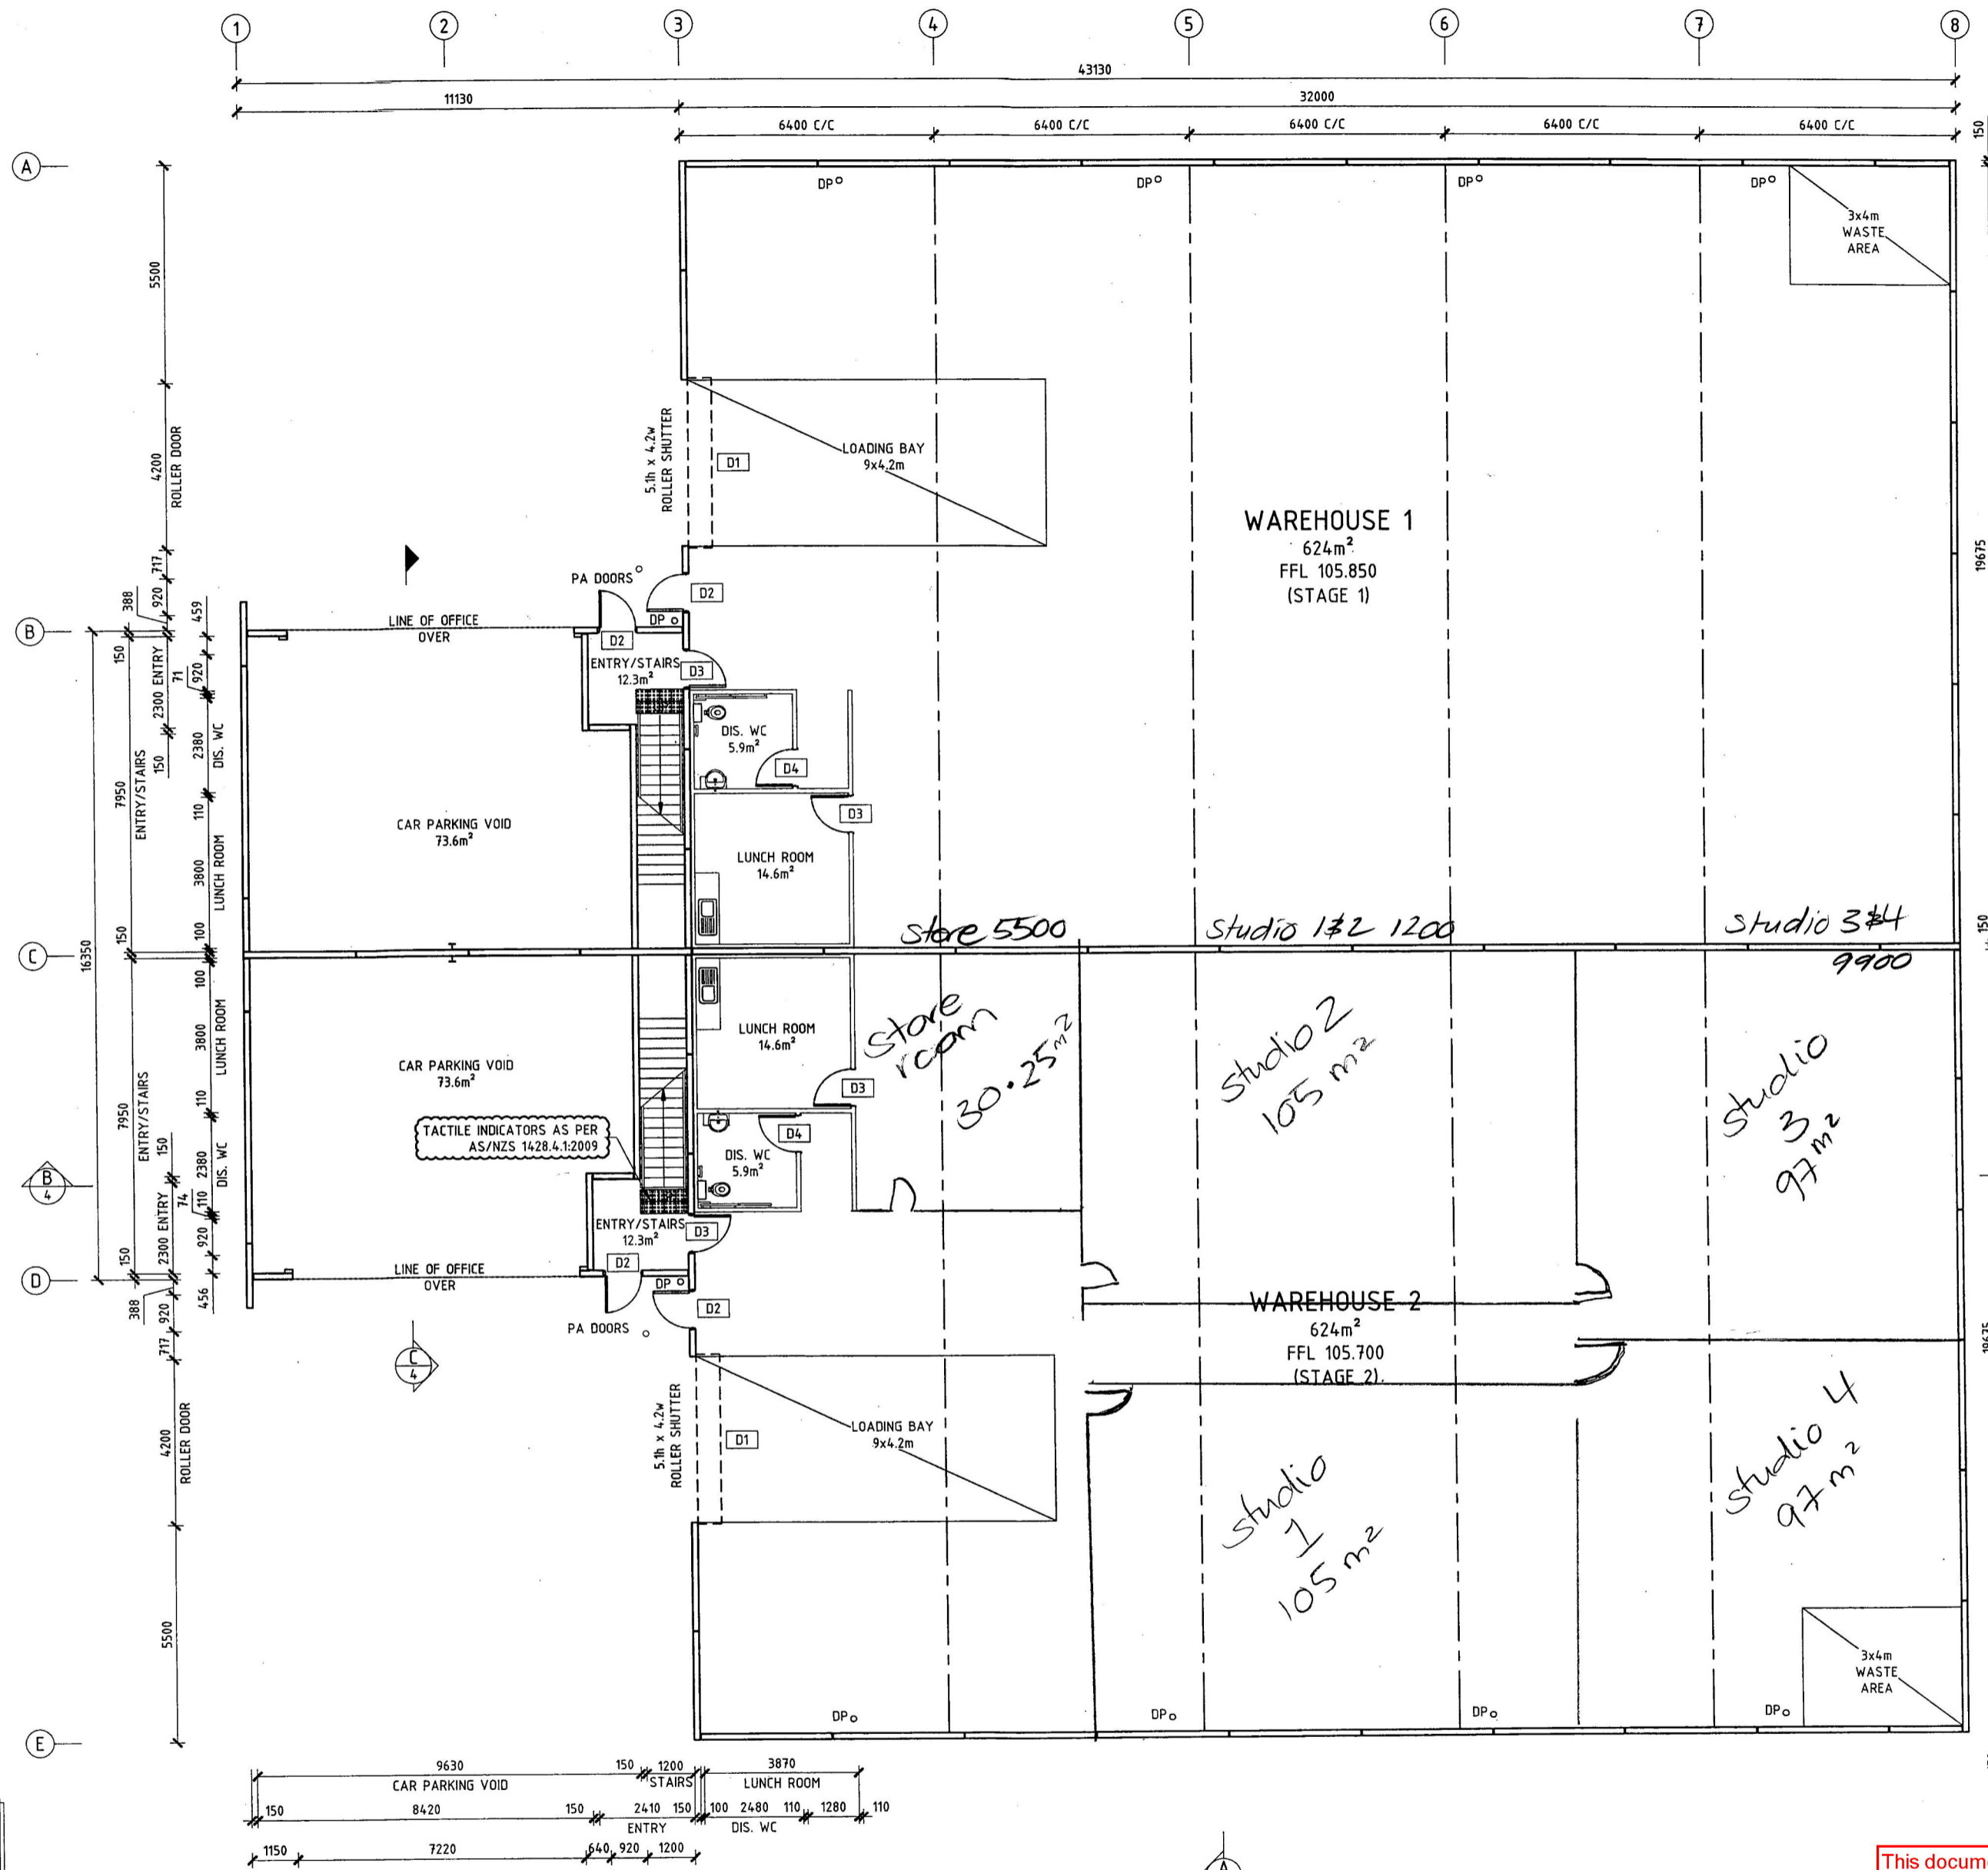 1 2 3 4 5 6 7 8
43130
11130 32000
6400 C/C 6400 C/C 6400 C/C 6400 C/C 6400 C/C
150
A
DP DP DP DP
3x4m
WASTE
AREA
5500
4200
ROLLER DOOR
5.1h x 4.2w
ROLLER SHUTTER
D1
LOADING BAY
9x4.2m
WAREHOUSE 1
624m²
FFL 105.850
(STAGE 1)
19675
717
920
388
459
PA DOORS
D2
B
LINE OF OFFICE
OVER
DP
D2
ENTRY/STAIRS
12.3m²
D3
150
2300 ENTRY
71
920
DIS. WC
5.9m²
D4
2380
DIS. WC
150
7950
ENTRY/STAIRS
110
D3
CAR PARKING VOID
73.6m²
LUNCH ROOM
14.6m²
3800
LUNCH ROOM
150
100
150
Store 5500
Studio 1&2 1200
Studio 3&4
9900
C
16350
100
3800
LUNCH ROOM
LUNCH ROOM
14.6m²
D3
Store
room
30.25m²
Studio 2
105 m²
Studio
3
97 m²
CAR PARKING VOID
73.6m²
TACTILE INDICATORS AS PER
AS/NZS 1428.4.1:2009
110
7950
ENTRY/STAIRS
150
2380
DIS. WC
D4
DIS. WC
5.9m²
B
4
110
74
2300 ENTRY
920
150
ENTRY/STAIRS
12.3m²
D3
D2
D
LINE OF OFFICE
OVER
DP
D2
456
388
920
717
PA DOORS
C
4
WAREHOUSE 2
624m²
FFL 105.700
(STAGE 2).
19675
4200
ROLLER DOOR
5.1h x 4.2w
ROLLER SHUTTER
D1
LOADING BAY
9x4.2m
Studio
1
105 m²
Studio 4
97 m²
5500
3x4m
WASTE
AREA
DP DP DP DP
E
9630 150 1200 3870
CAR PARKING VOID STAIRS LUNCH ROOM
150 8420 150 2410 150 100 2480 110 1280 110
ENTRY DIS. WC
1150 7220 640 920 1200
A
This docum